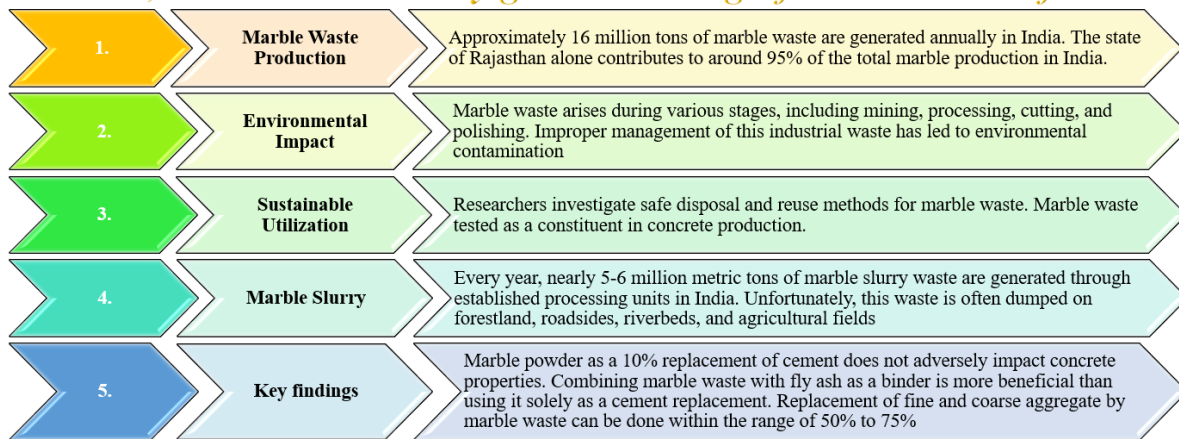 1.
Marble Waste
Production
Approximately 16 million tons of marble waste are generated annually in India. The state
of Rajasthan alone contributes to around 95% of the total marble production in India.
2.
Environmental
Impact
Marble waste arises during various stages, including mining, processing, cutting, and
polishing. Improper management of this industrial waste has led to environmental
contamination
3.
Sustainable
Utilization
Researchers investigate safe disposal and reuse methods for marble waste. Marble waste
tested as a constituent in concrete production.
4.
Marble Slurry
Every year, nearly 5-6 million metric tons of marble slurry waste are generated through
established processing units in India. Unfortunately, this waste is often dumped on
forestland, roadsides, riverbeds, and agricultural fields
5.
Key findings
Marble powder as a 10% replacement of cement does not adversely impact concrete
properties. Combining marble waste with fly ash as a binder is more beneficial than
using it solely as a cement replacement. Replacement of fine and coarse aggregate by
marble waste can be done within the range of 50% to 75%